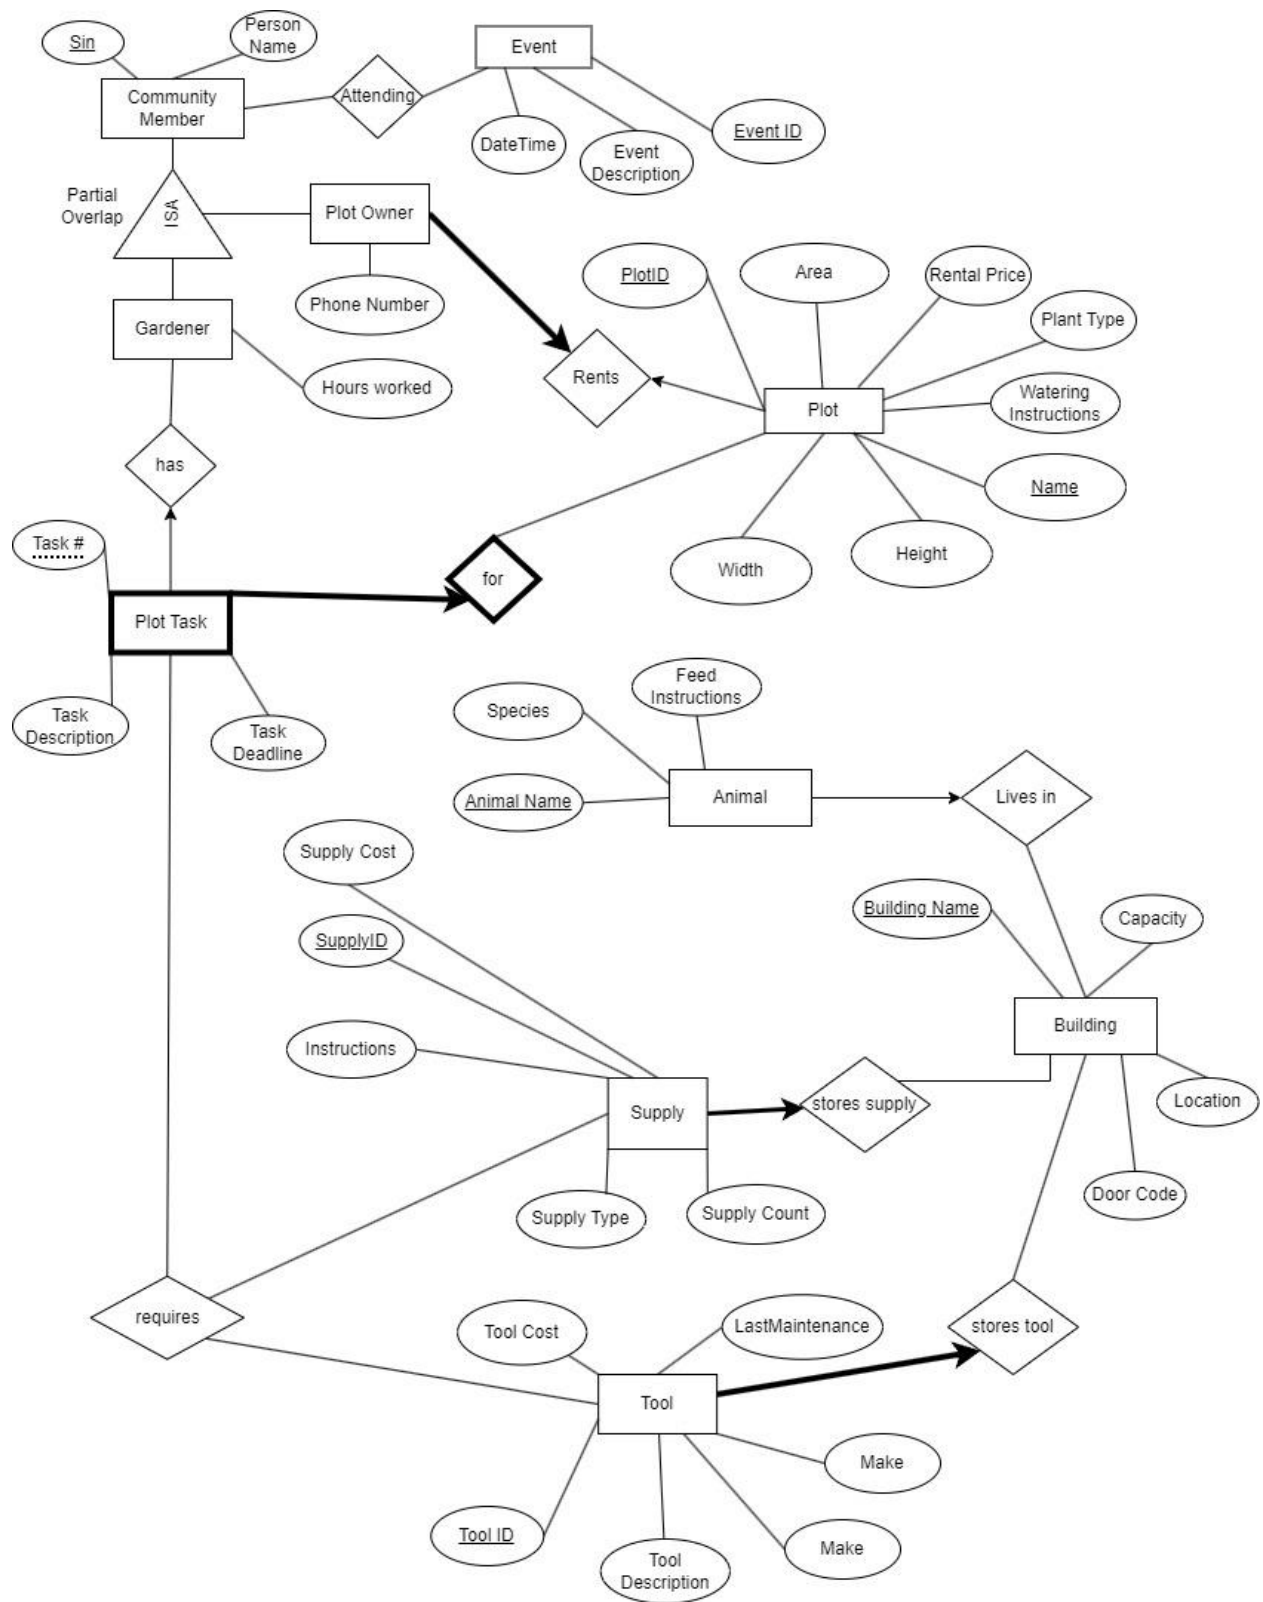 Sin
Person
Name
Event
Community
Member
Attending
DateTime
Event
Description
Event ID
Partial
Overlap
ISA
Plot Owner
Phone Number
Gardener
Hours worked
PlotID
Area
Rental Price
Plant Type
Rents
Plot
Watering
Instructions
Name
Height
Width
has
Task #
for
Plot Task
Task
Description
Task
Deadline
Feed
Instructions
Species
Animal Name
Animal
Lives in
Supply Cost
SupplyID
Building Name
Capacity
Instructions
Building
Supply
stores supply
Location
Supply Type
Supply Count
Door Code
requires
Tool Cost
LastMaintenance
stores tool
Tool
Make
Tool ID
Tool
Description
Make